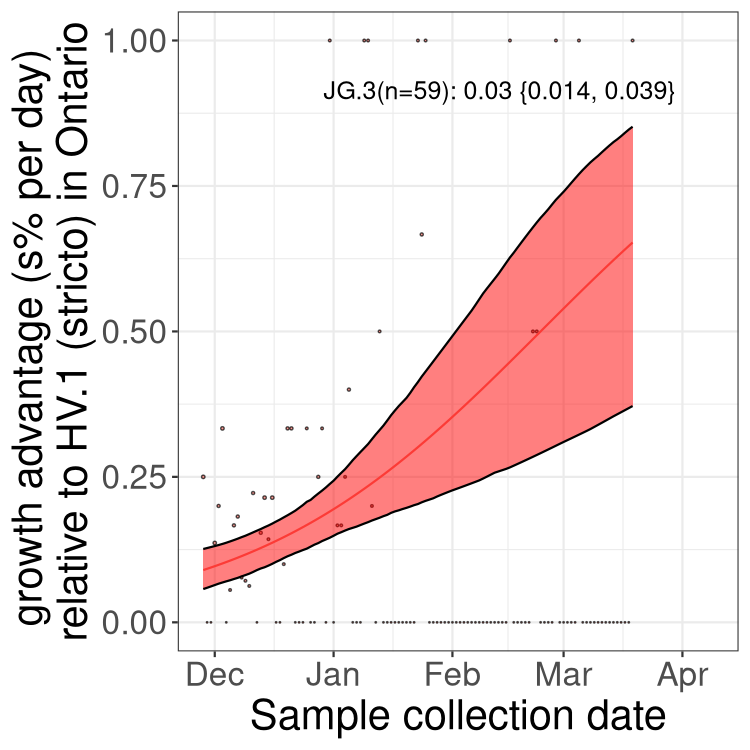 growth advantage (s% per day)
relative to HV.1 (stricto) in Ontario
1.00
JG.3(n=59): 0.03 {0.014, 0.039}
0.75
0.50
0.25
0.00
Dec Jan Feb Mar Apr
Sample collection date